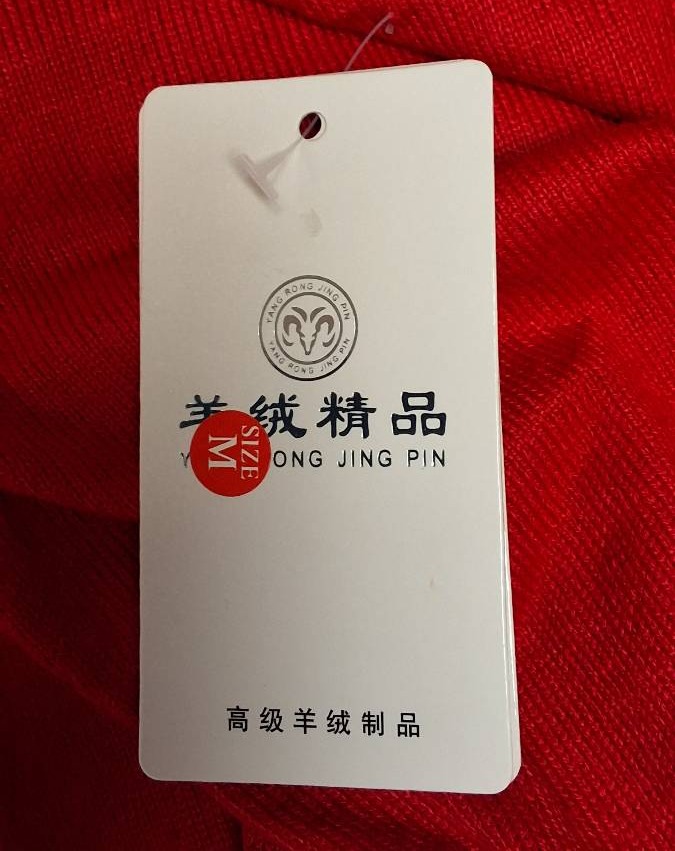 YANG RONG JING PIN
YANG RONG JING PIN
羊绒精品
ONG JING PIN
SIZE
M
高级羊绒制品